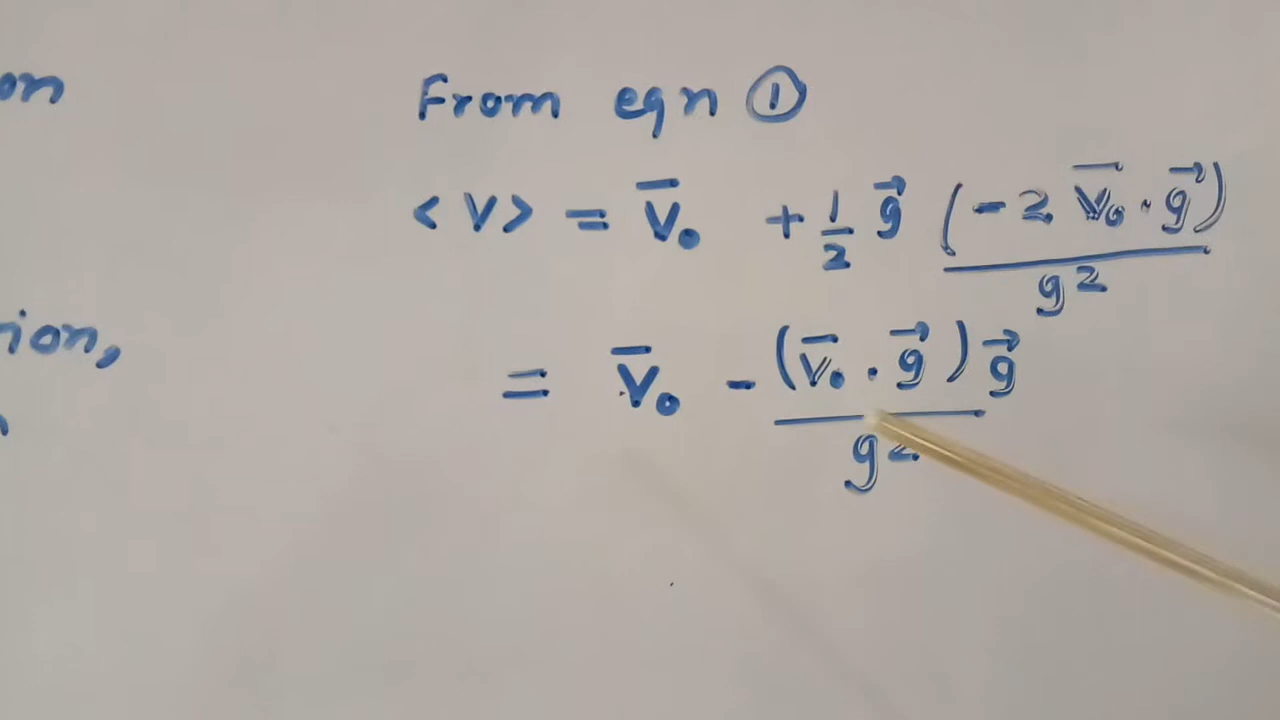 on
From eqn ①
<V> = V̅₀ + 1/2 g⃗ (-2 V̅₀ · g⃗) / g²
ion,
= V̅₀ - (V̅₀ · g⃗) g⃗ / g²